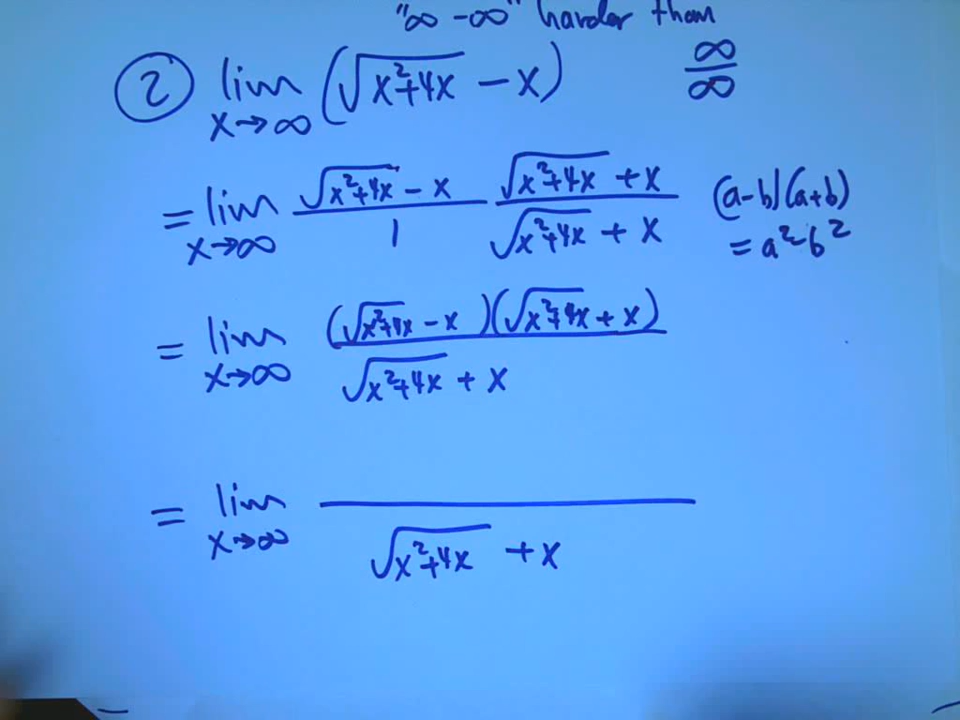 "∞ - ∞" harder than
∞/∞
② lim x→∞ (√(x²+4x) - x)
= lim x→∞ (√(x²+4x) - x)/1 (√(x²+4x) + x)/(√(x²+4x) + x)
(a-b)(a+b)
= a²-b²
= lim x→∞ (√(x²+4x) - x)(√(x²+4x) + x)/(√(x²+4x) + x)
= lim x→∞ /(√(x²+4x) + x)